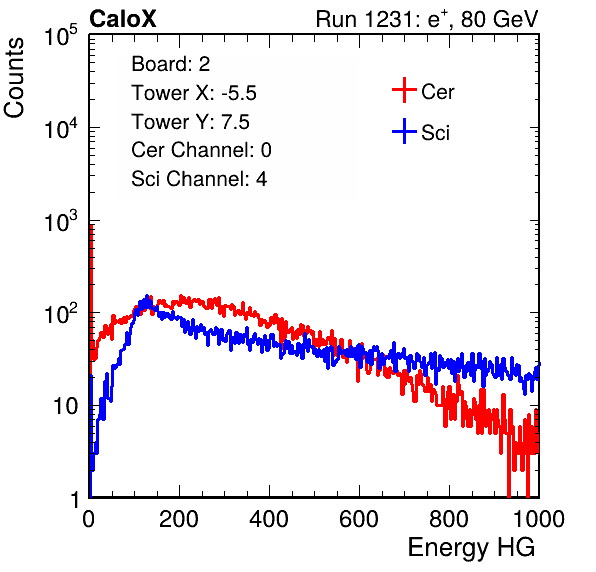 CaloX Run 1231: e⁺, 80 GeV
Counts
10⁵
10⁴
10³
10²
10
1
Board: 2
Tower X: -5.5
Tower Y: 7.5
Cer Channel: 0
Sci Channel: 4
Cer
Sci
0 200 400 600 800 1000
Energy HG